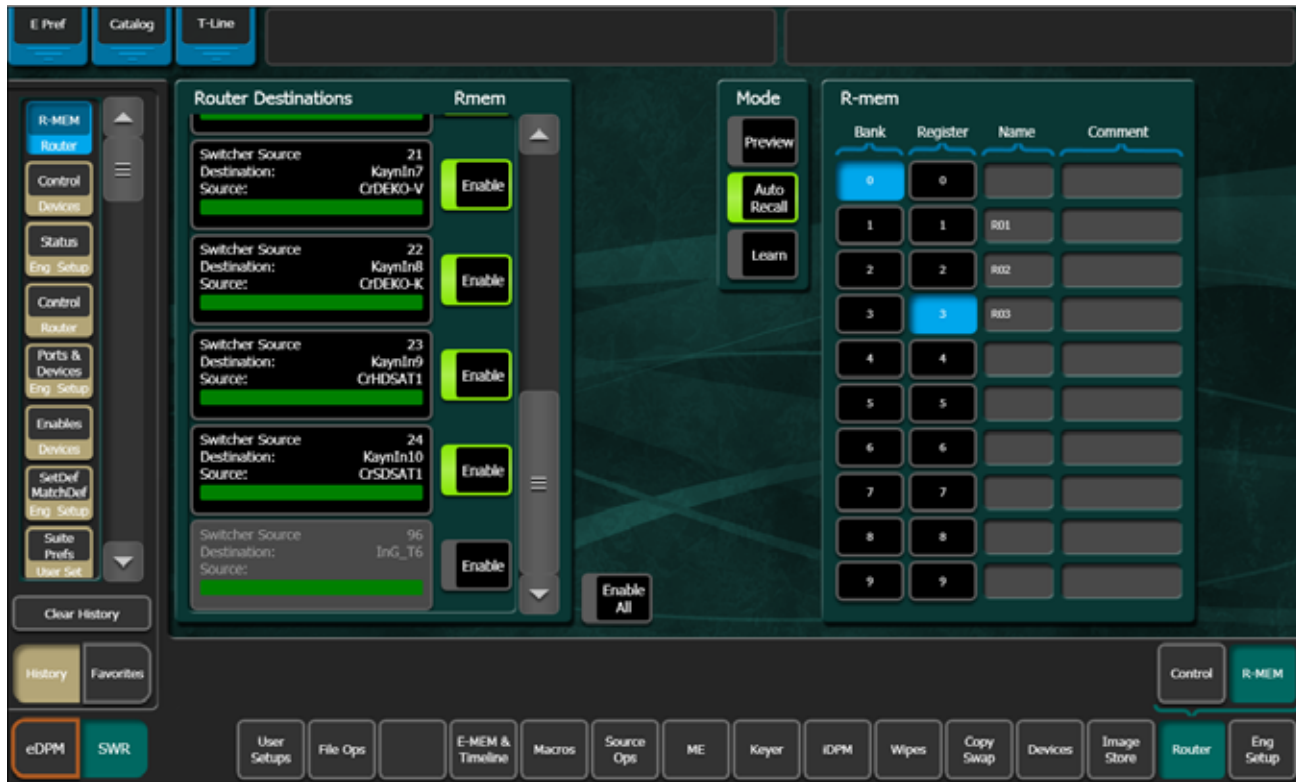 E Pref
Catalog
T-Line
R-MEM
Router
Control
Devices
Status
Eng Setup
Control
Router
Ports &
Devices
Eng Setup
Enables
Devices
SetDef
MatchDef
Eng Setup
Suite
Prefs
User Set
Clear History
History
Favorites
eDPM
SWR
Router Destinations
Rmem
Switcher Source 21
Destination: KaynIn7
Source: CrDEKO-V
Enable
Switcher Source 22
Destination: KaynIn8
Source: CrDEKO-K
Enable
Switcher Source 23
Destination: KaynIn9
Source: CrHDSAT1
Enable
Switcher Source 24
Destination: KaynIn10
Source: CrSDSAT1
Enable
Switcher Source 96
Destination: InG_T6
Source:
Enable
Enable
All
Mode
Preview
Auto
Recall
Learn
R-mem
Bank Register Name Comment
0 0
1 1 R01
2 2 R02
3 3 R03
4 4
5 5
6 6
7 7
8 8
9 9
Control
R-MEM
User
Setups
File Ops
E-MEM &
Timeline
Macros
Source
Ops
ME
Keyer
iDPM
Wipes
Copy
Swap
Devices
Image
Store
Router
Eng
Setup